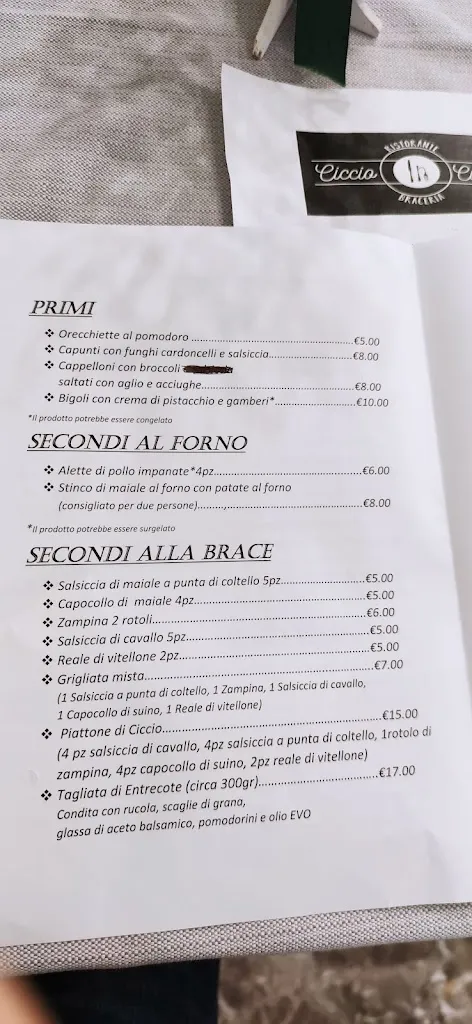 RISTORANTE
Ciccio In
BRACERIA
PRIMI
❖ Orecchiette al pomodoro ...................................................€5.00
❖ Capunti con funghi cardoncelli e salsiccia..........................€8.00
❖ Cappelloni con broccoli
saltati con aglio e acciughe................................................€8.00
❖ Bigoli con crema di pistacchio e gamberi*..........................€10.00
*Il prodotto potrebbe essere congelato
SECONDI AL FORNO
❖ Alette di pollo impanate*4pz..............................................€6.00
❖ Stinco di maiale al forno con patate al forno
(consigliato per due persone)...................................................€8.00
*Il prodotto potrebbe essere surgelato
SECONDI ALLA BRACE
❖ Salsiccia di maiale a punta di coltello 5pz.........................€5.00
❖ Capocollo di maiale 4pz....................................................€5.00
❖ Zampina 2 rotoli................................................................€6.00
❖ Salsiccia di cavallo 5pz......................................................€5.00
❖ Reale di vitellone 2pz.........................................................€5.00
❖ Grigliata mista...................................................................€7.00
(1 Salsiccia a punta di coltello, 1 Zampina, 1 Salsiccia di cavallo,
1 Capocollo di suino, 1 Reale di vitellone)
❖ Piattone di Ciccio...............................................................€15.00
(4 pz salsiccia di cavallo, 4pz salsiccia a punta di coltello, 1rotolo di
zampina, 4pz capocollo di suino, 2pz reale di vitellone)
❖ Tagliata di Entrecote (circa 300gr)....................................€17.00
Condita con rucola, scaglie di grana,
glassa di aceto balsamico, pomodorini e olio EVO